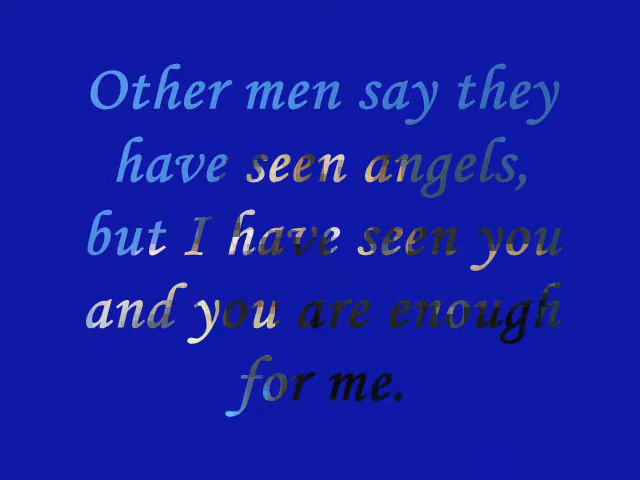 Other men say they
have seen angels,
but I have seen you
and you are enough
for me.